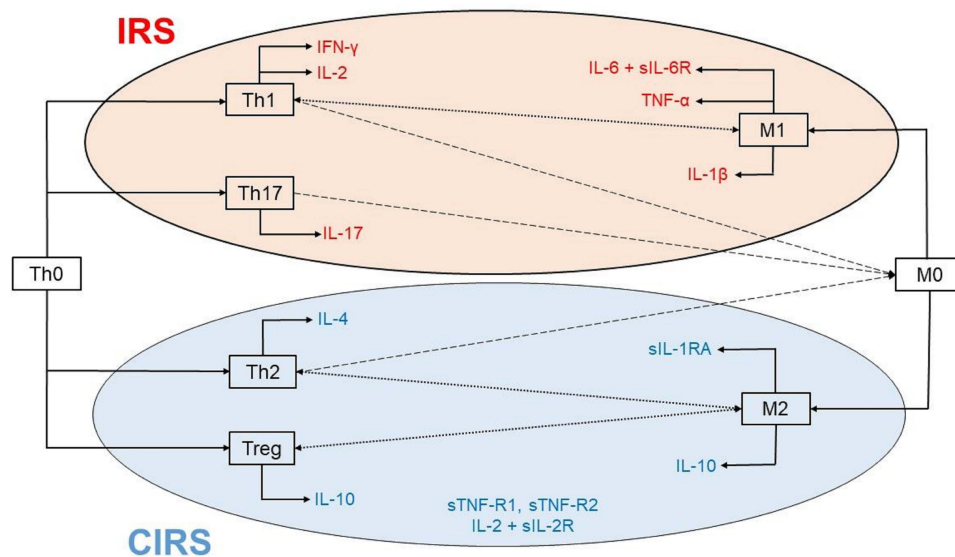 IRS
IFN-γ
IL-2
Th1
IL-6 + sIL-6R
TNF-α
M1
IL-1β
Th17
IL-17
Th0
M0
IL-4
Th2
sIL-1RA
M2
Treg
IL-10
IL-10
sTNF-R1, sTNF-R2
IL-2 + sIL-2R
CIRS